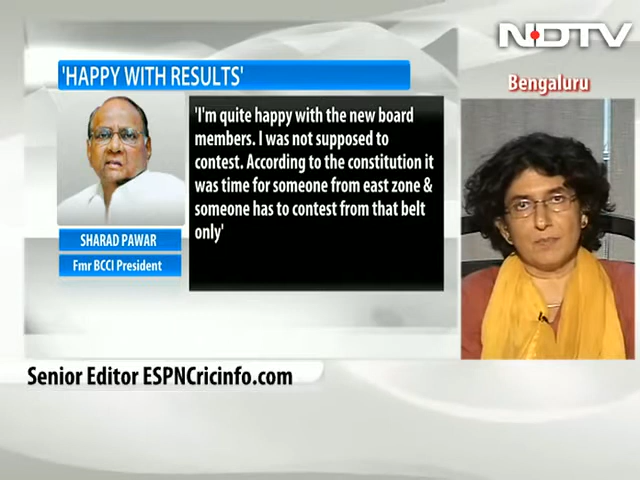 NDTV
'HAPPY WITH RESULTS'
Bengaluru
'I'm quite happy with the new board
members. I was not supposed to
contest. According to the constitution it
was time for someone from east zone &
someone has to contest from that belt
only'
SHARAD PAWAR
Fmr BCCI President
Senior Editor ESPNCricinfo.com